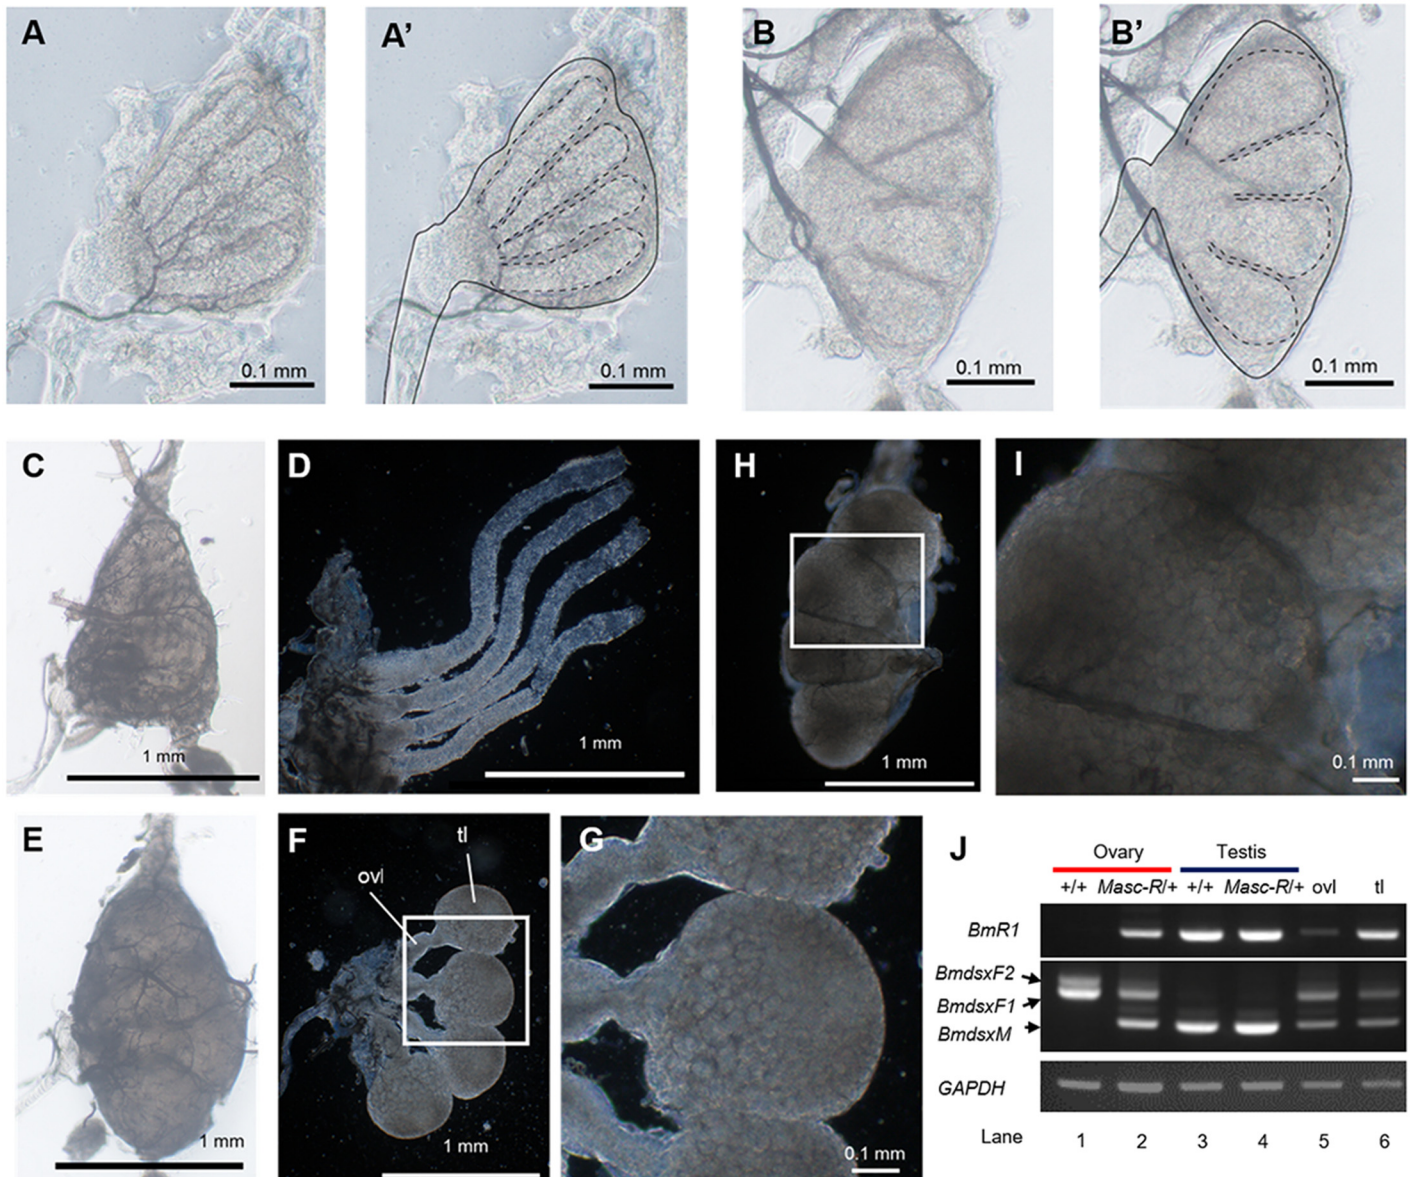 A
A’
B
B’
0.1 mm
0.1 mm
0.1 mm
0.1 mm
C
D
H
I
1 mm
1 mm
1 mm
0.1 mm
E
F
G
tl
ovl
1 mm
1 mm
0.1 mm
J
Ovary
Testis
+/+
Masc-R/+
+/+
Masc-R/+
ovl
tl
BmR1
BmdsxF2
BmdsxF1
BmdsxM
GAPDH
Lane
1
2
3
4
5
6